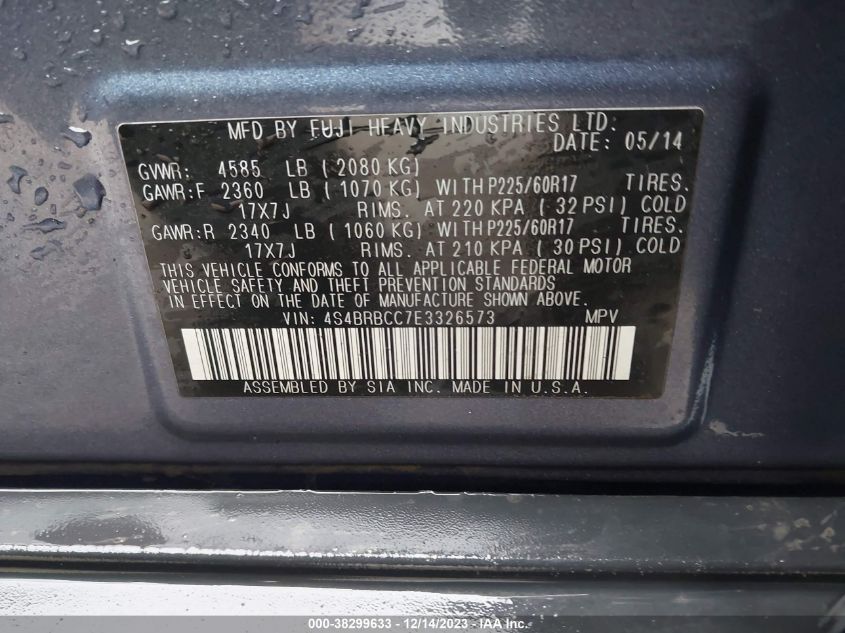 MFD BY FUJI HEAVY INDUSTRIES LTD.
DATE: 05/14
GVWR: 4585 LB ( 2080 KG)
GAWR:F 2360 LB ( 1070 KG) WITH P225/60R17 TIRES.
17X7J RIMS. AT 220 KPA ( 32 PSI) COLD
GAWR:R 2340 LB ( 1060 KG) WITH P225/60R17 TIRES.
17X7J RIMS. AT 210 KPA ( 30 PSI) COLD
THIS VEHICLE CONFORMS TO ALL APPLICABLE FEDERAL MOTOR
VEHICLE SAFETY AND THEFT PREVENTION STANDARDS
IN EFFECT ON THE DATE OF MANUFACTURE SHOWN ABOVE.
VIN: 4S4BRBCC7E3326573 MPV
ASSEMBLED BY SIA INC. MADE IN U.S.A.
000-38299633 - 12/14/2023 - www.iaai.com